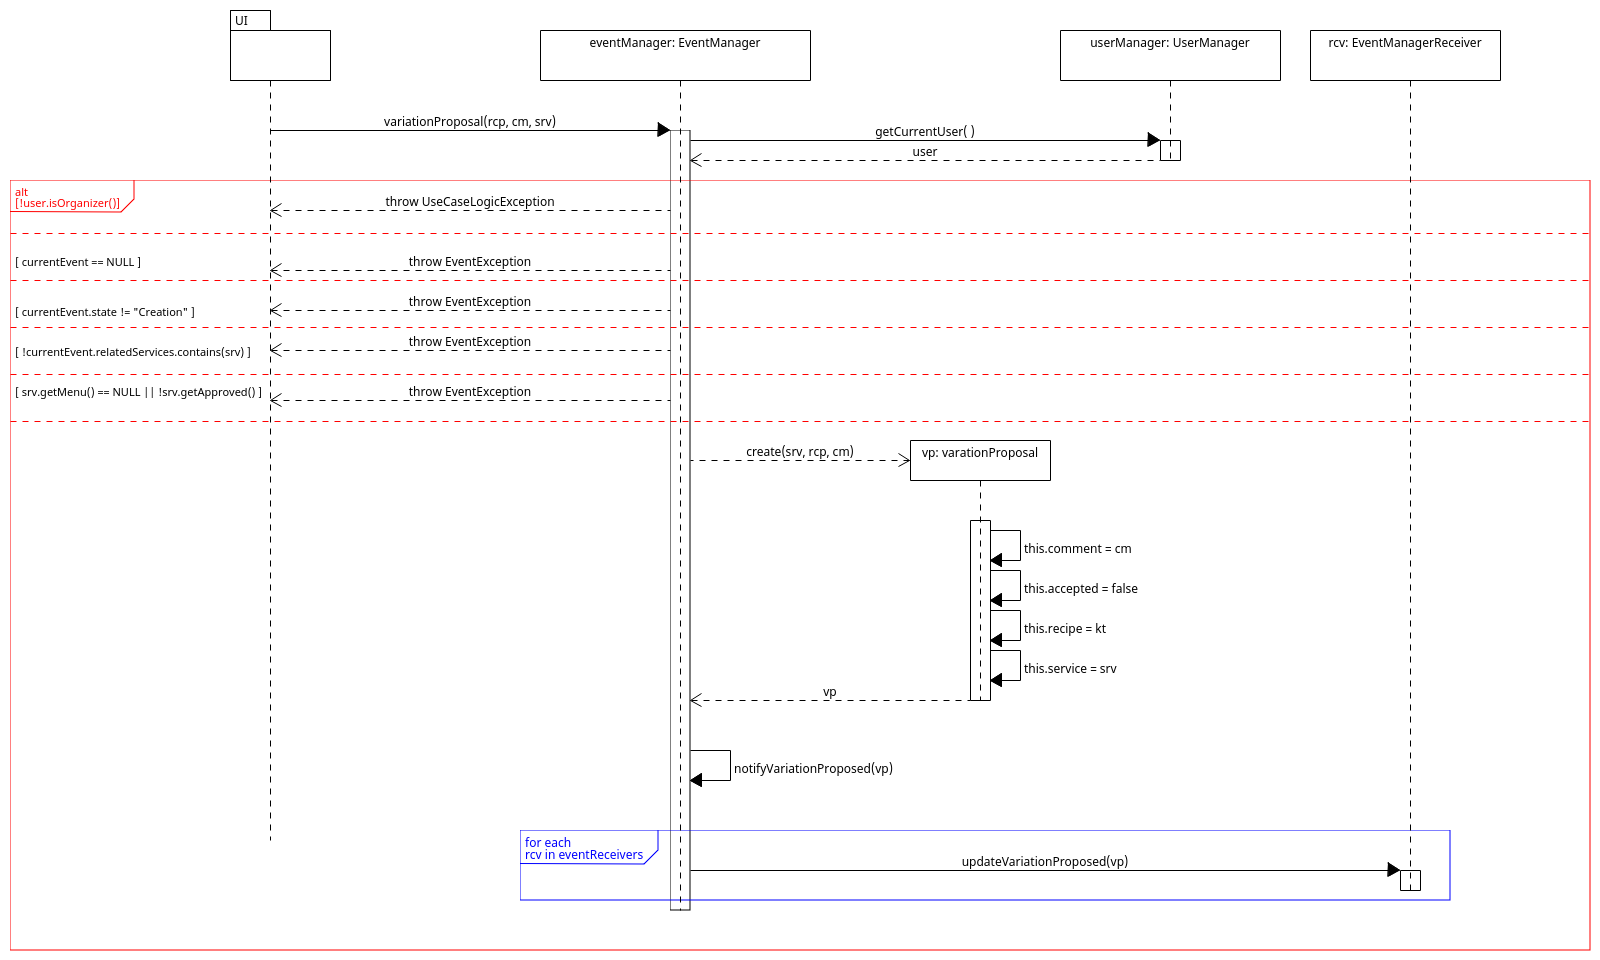 UI
eventManager: EventManager
userManager: UserManager
rcv: EventManagerReceiver
variationProposal(rcp, cm, srv)
getCurrentUser( )
user
alt
[!user.isOrganizer()]
throw UseCaseLogicException
[ currentEvent == NULL ]
throw EventException
[ currentEvent.state != "Creation" ]
throw EventException
[ !currentEvent.relatedServices.contains(srv) ]
throw EventException
[ srv.getMenu() == NULL || !srv.getApproved() ]
throw EventException
create(srv, rcp, cm)
vp: varationProposal
this.comment = cm
this.accepted = false
this.recipe = kt
this.service = srv
vp
notifyVariationProposed(vp)
for each
rcv in eventReceivers
updateVariationProposed(vp)